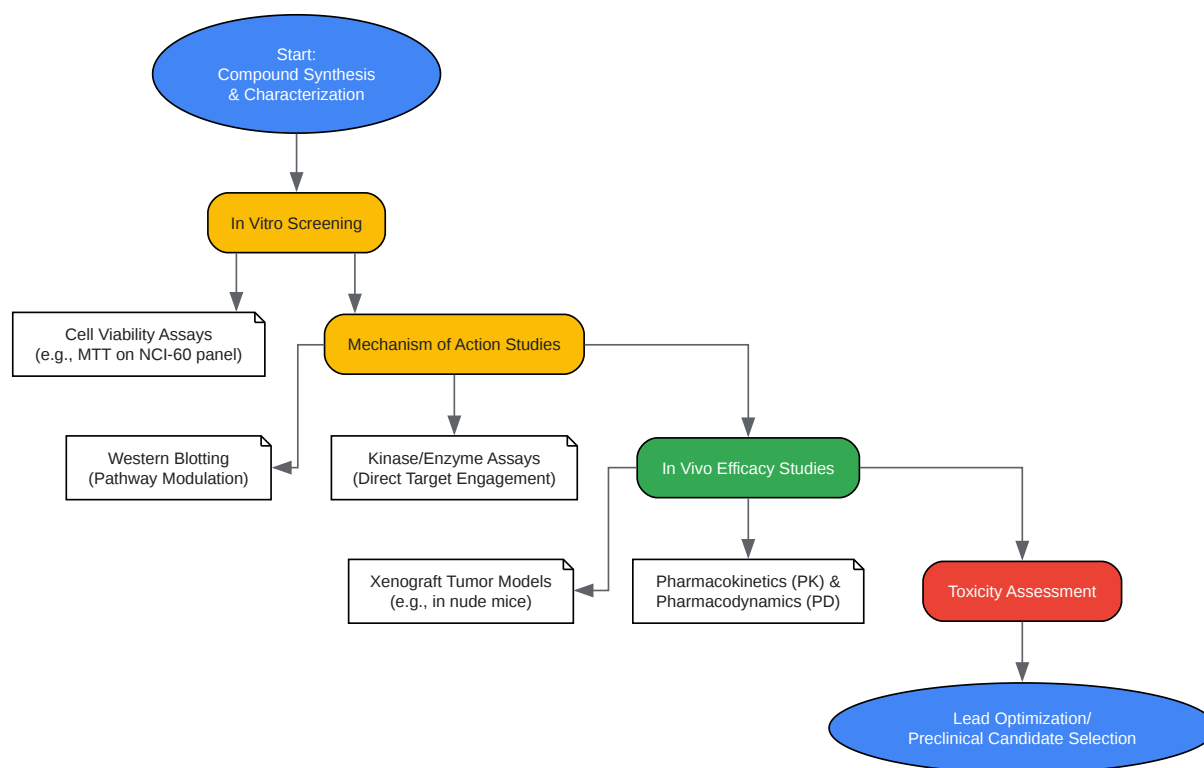 Start:
Compound Synthesis
& Characterization
In Vitro Screening
Cell Viability Assays
(e.g., MTT on NCI-60 panel)
Mechanism of Action Studies
Western Blotting
(Pathway Modulation)
Kinase/Enzyme Assays
(Direct Target Engagement)
In Vivo Efficacy Studies
Xenograft Tumor Models
(e.g., in nude mice)
Pharmacokinetics (PK) &
Pharmacodynamics (PD)
Toxicity Assessment
Lead Optimization/
Preclinical Candidate Selection